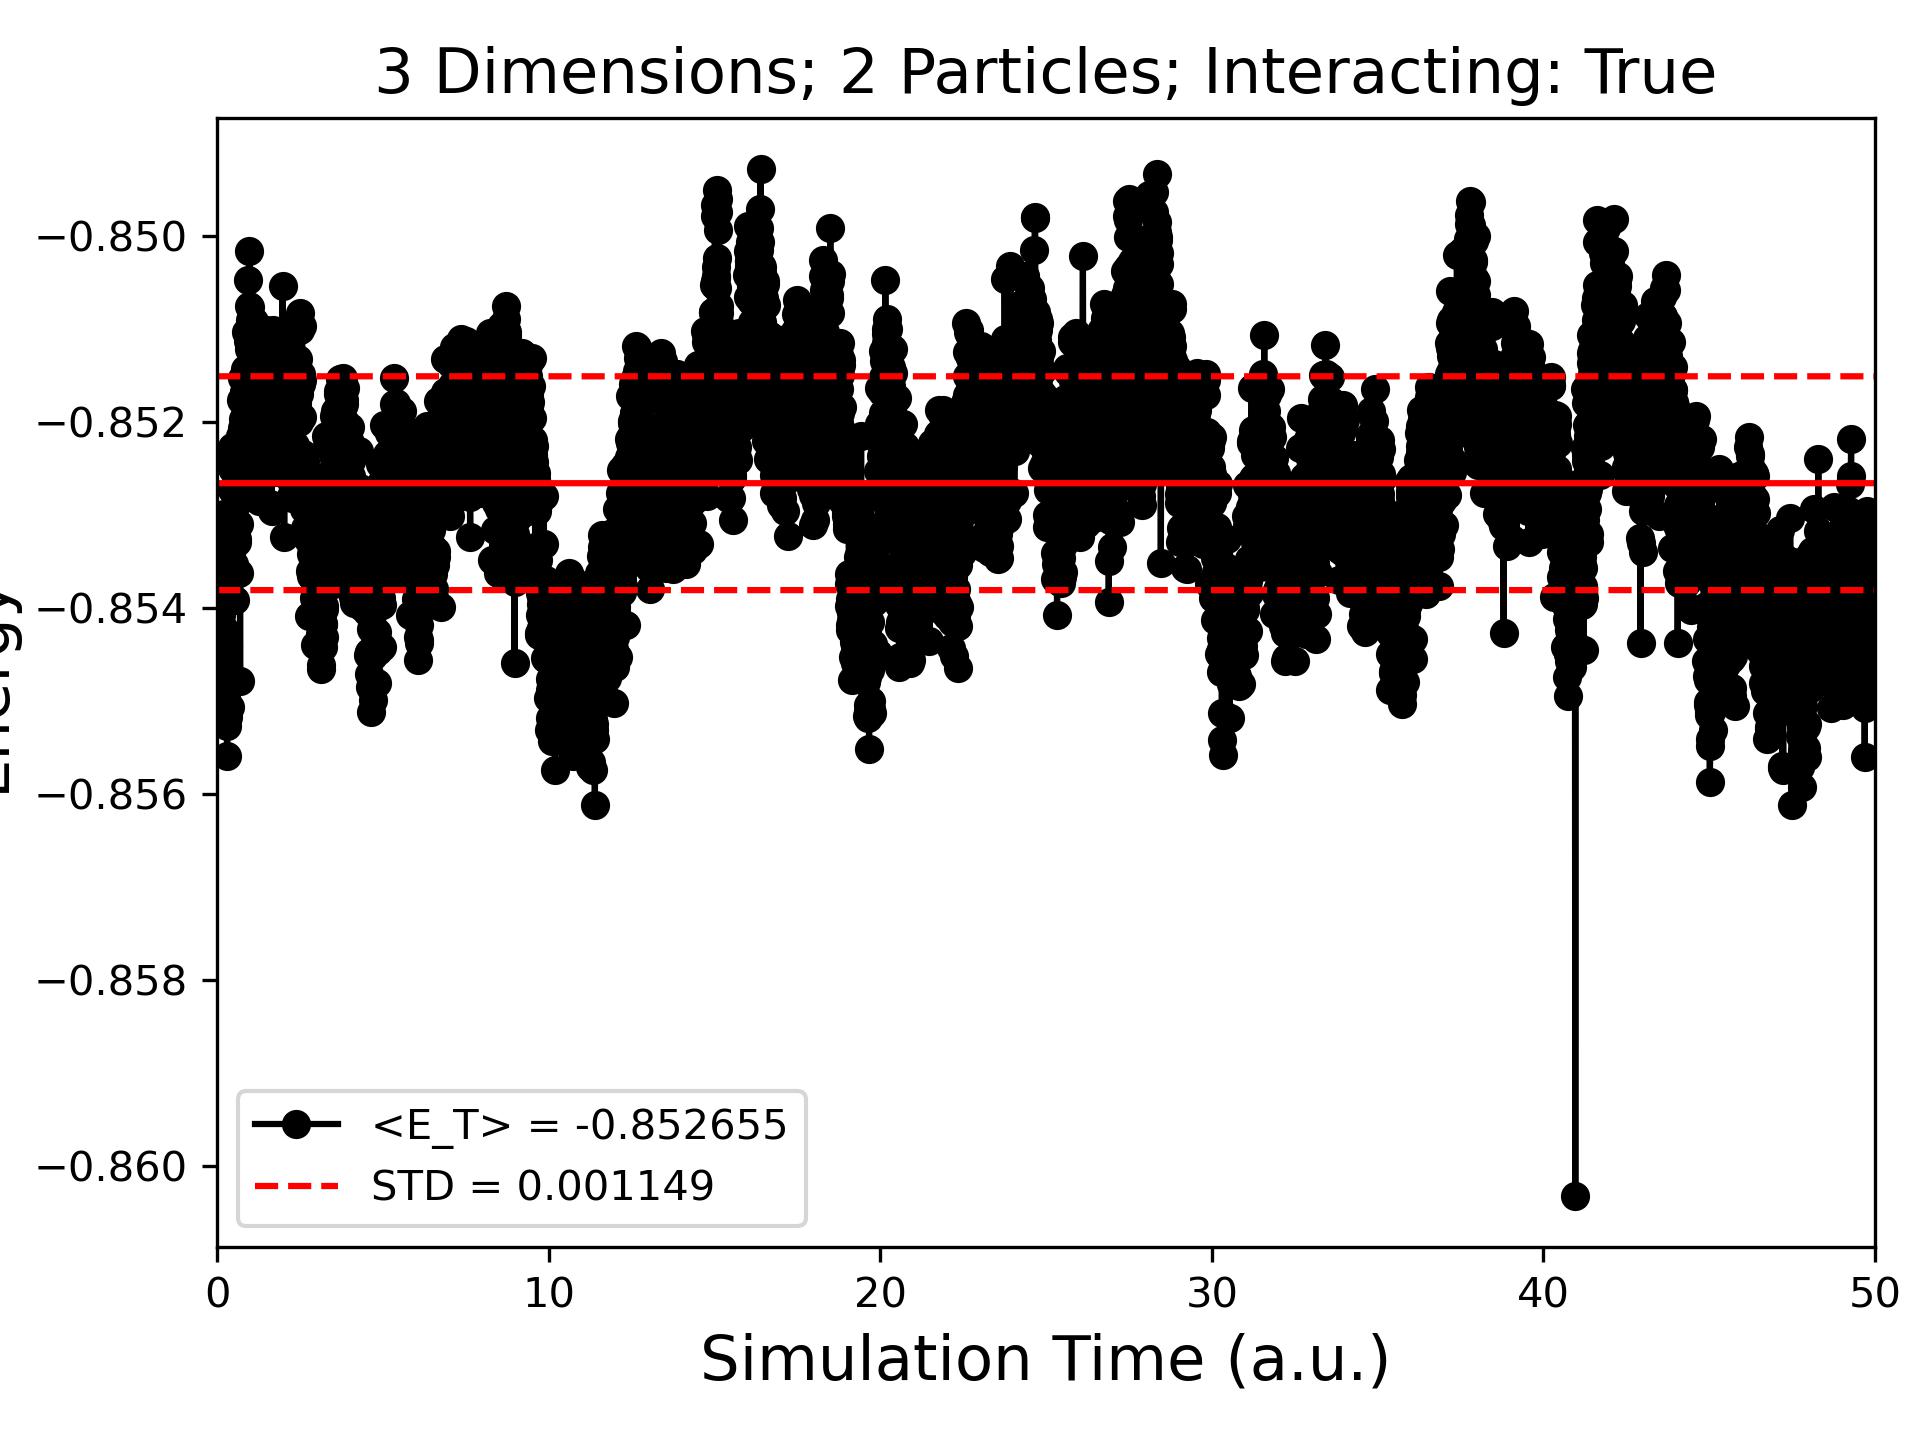 3 Dimensions; 2 Particles; Interacting: True
Energy
−0.850
−0.852
−0.854
−0.856
−0.858
−0.860
<E_T> = -0.852655
STD = 0.001149
0 10 20 30 40 50
Simulation Time (a.u.)